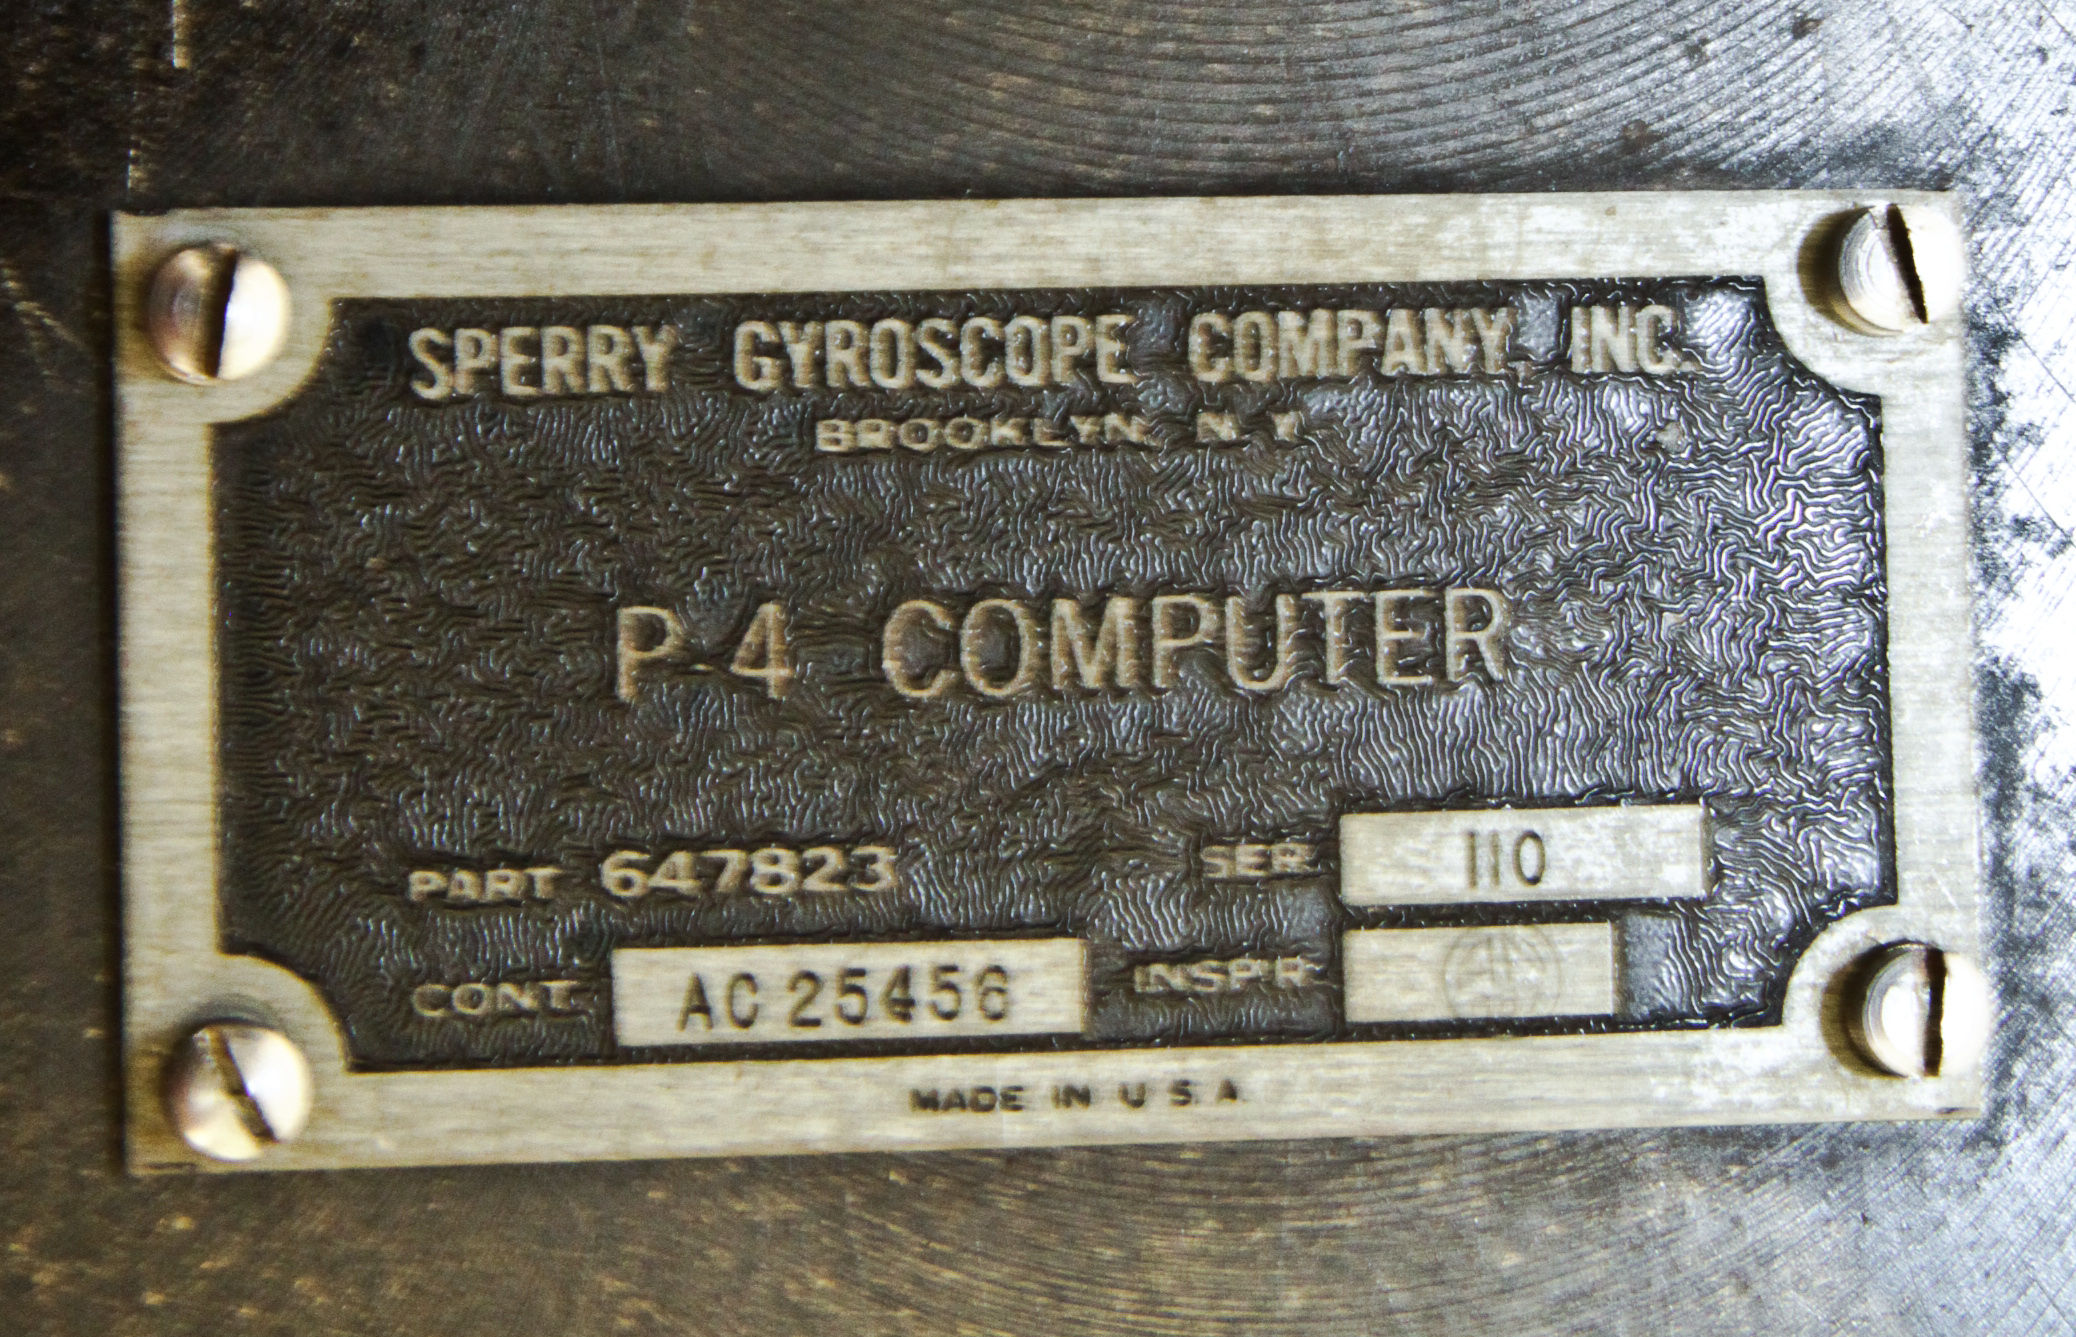 SPERRY GYROSCOPE COMPANY, INC.
BROOKLYN, N. Y.
P-4 COMPUTER
PART 647823 SER. 110
CONT. AC 25456 INSP'R.
MADE IN U.S.A.